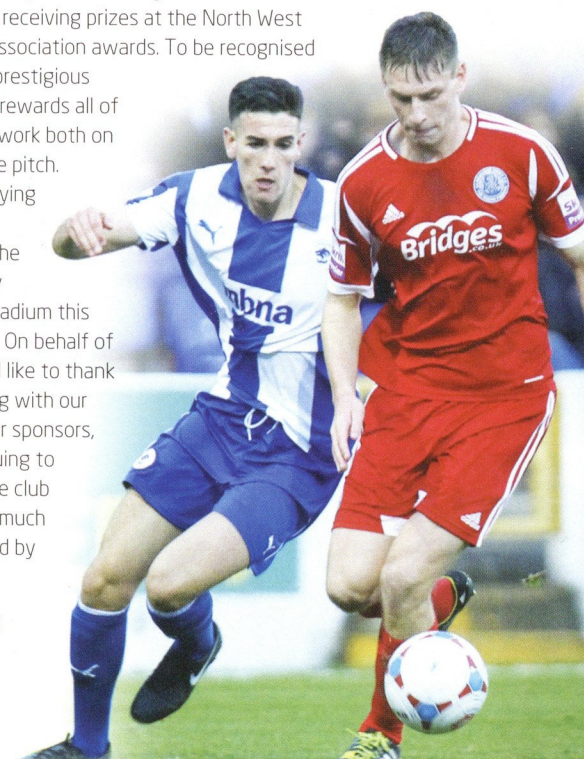 receiving prizes at the North West
ssociation awards. To be recognised
prestigious
rewards all of
work both on
e pitch.
ying
he
adium this
On behalf of
like to thank
g with our
r sponsors,
uing to
e club
much
d by
mbna
Bridges
.co.uk